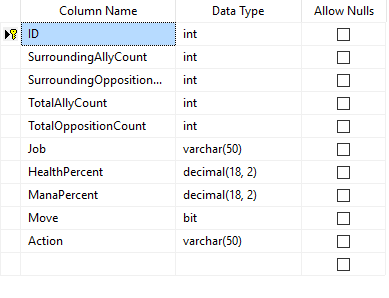 Column Name Data Type Allow Nulls
ID int
SurroundingAllyCount int
SurroundingOpposition... int
TotalAllyCount int
TotalOppositionCount int
Job varchar(50)
HealthPercent decimal(18, 2)
ManaPercent decimal(18, 2)
Move bit
Action varchar(50)